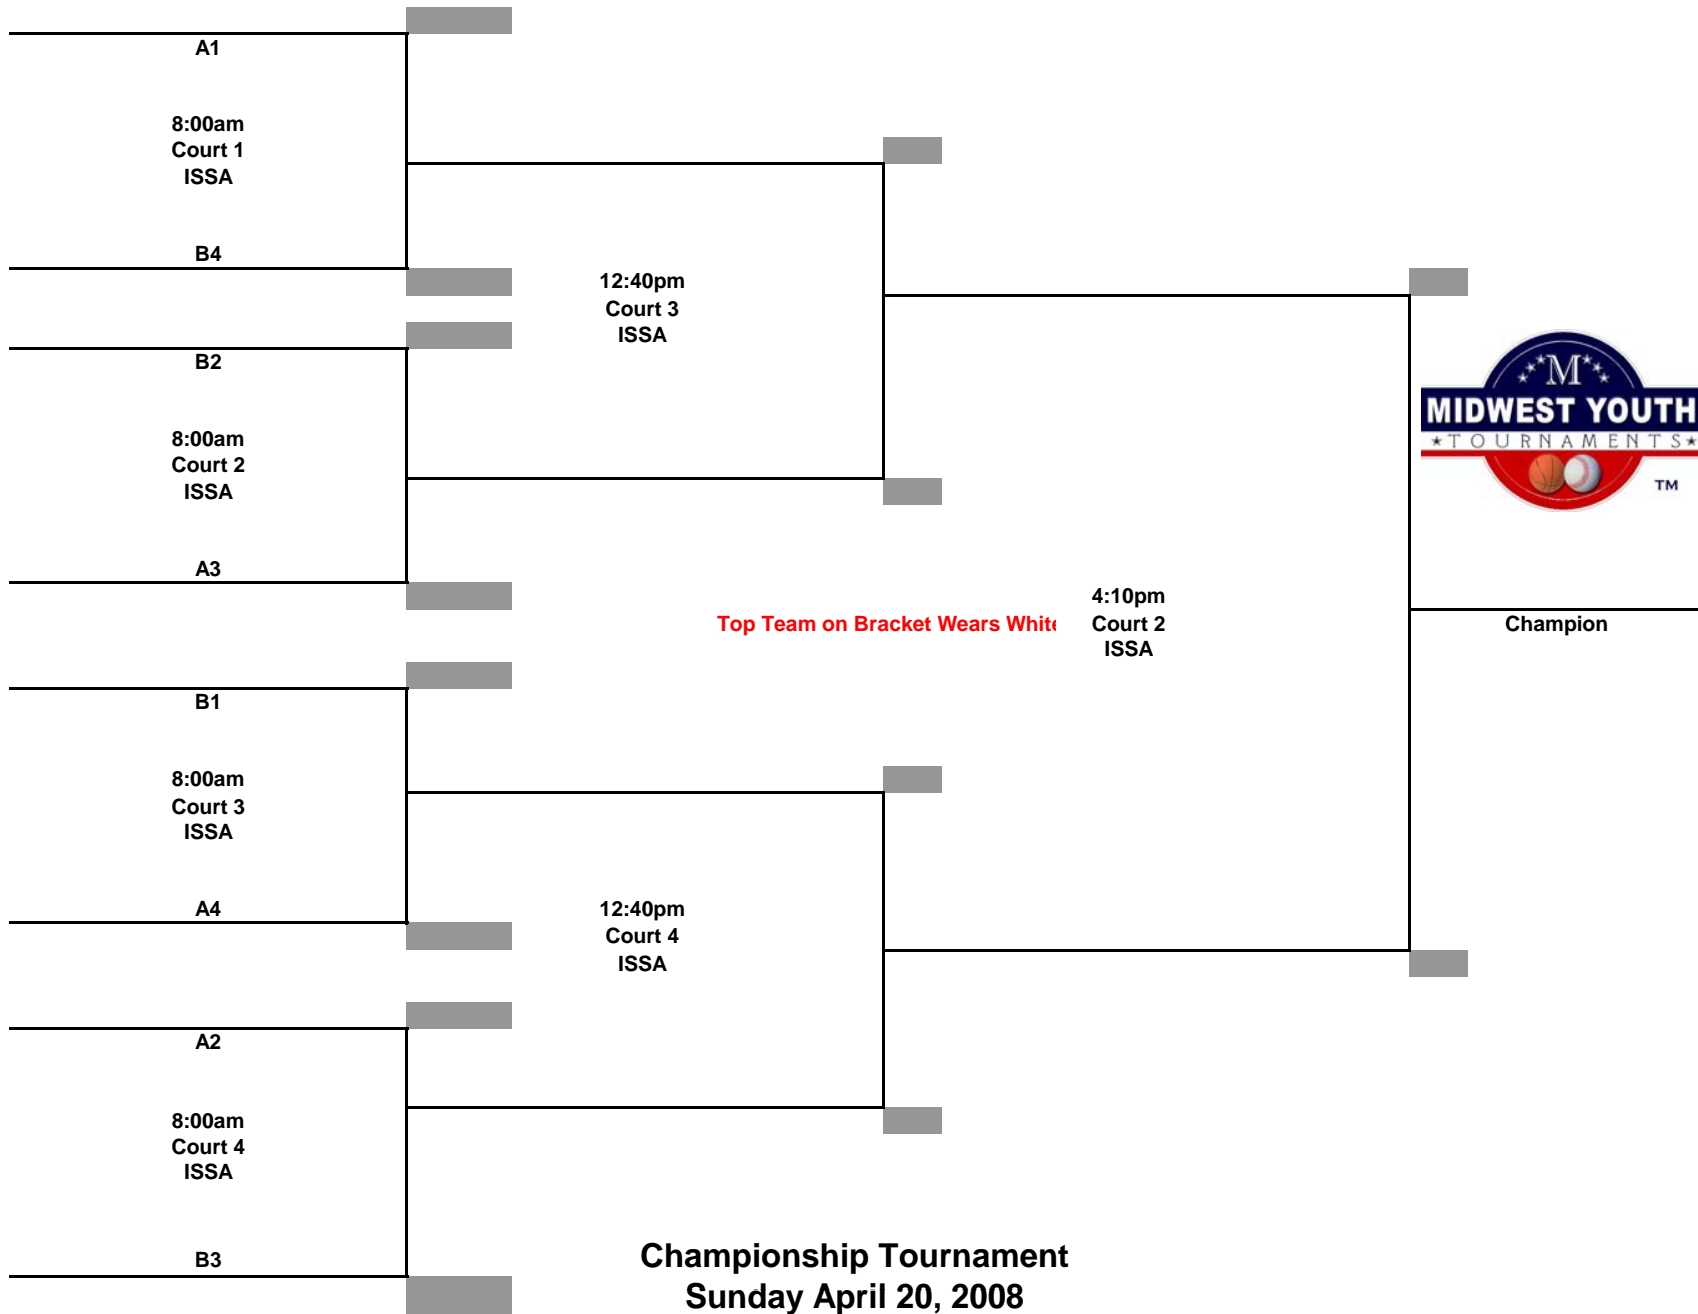 A1
8:00am
Court 1
ISSA
B4
12:40pm
Court 3
ISSA
B2
8:00am
Court 2
ISSA
A3
M
MIDWEST YOUTH
★TOURNAMENTS★
TM
Top Team on Bracket Wears White
4:10pm
Court 2
ISSA
Champion
B1
8:00am
Court 3
ISSA
A4
12:40pm
Court 4
ISSA
A2
8:00am
Court 4
ISSA
B3
Championship Tournament
Sunday April 20, 2008